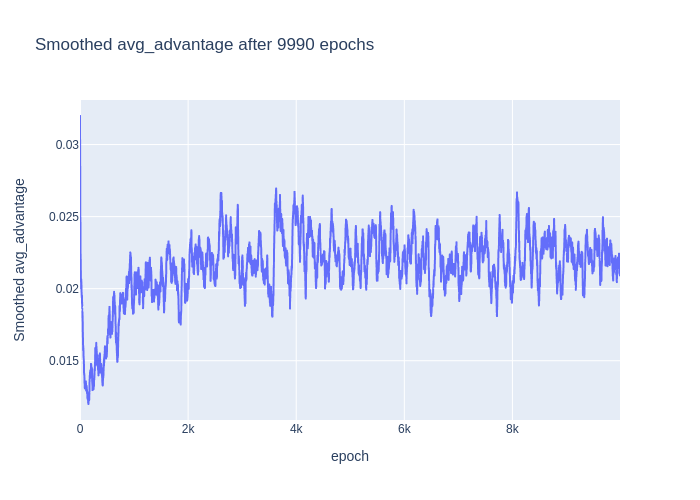 Smoothed avg_advantage after 9990 epochs
Smoothed avg_advantage
0.03
0.025
0.02
0.015
0
2k
4k
6k
8k
epoch